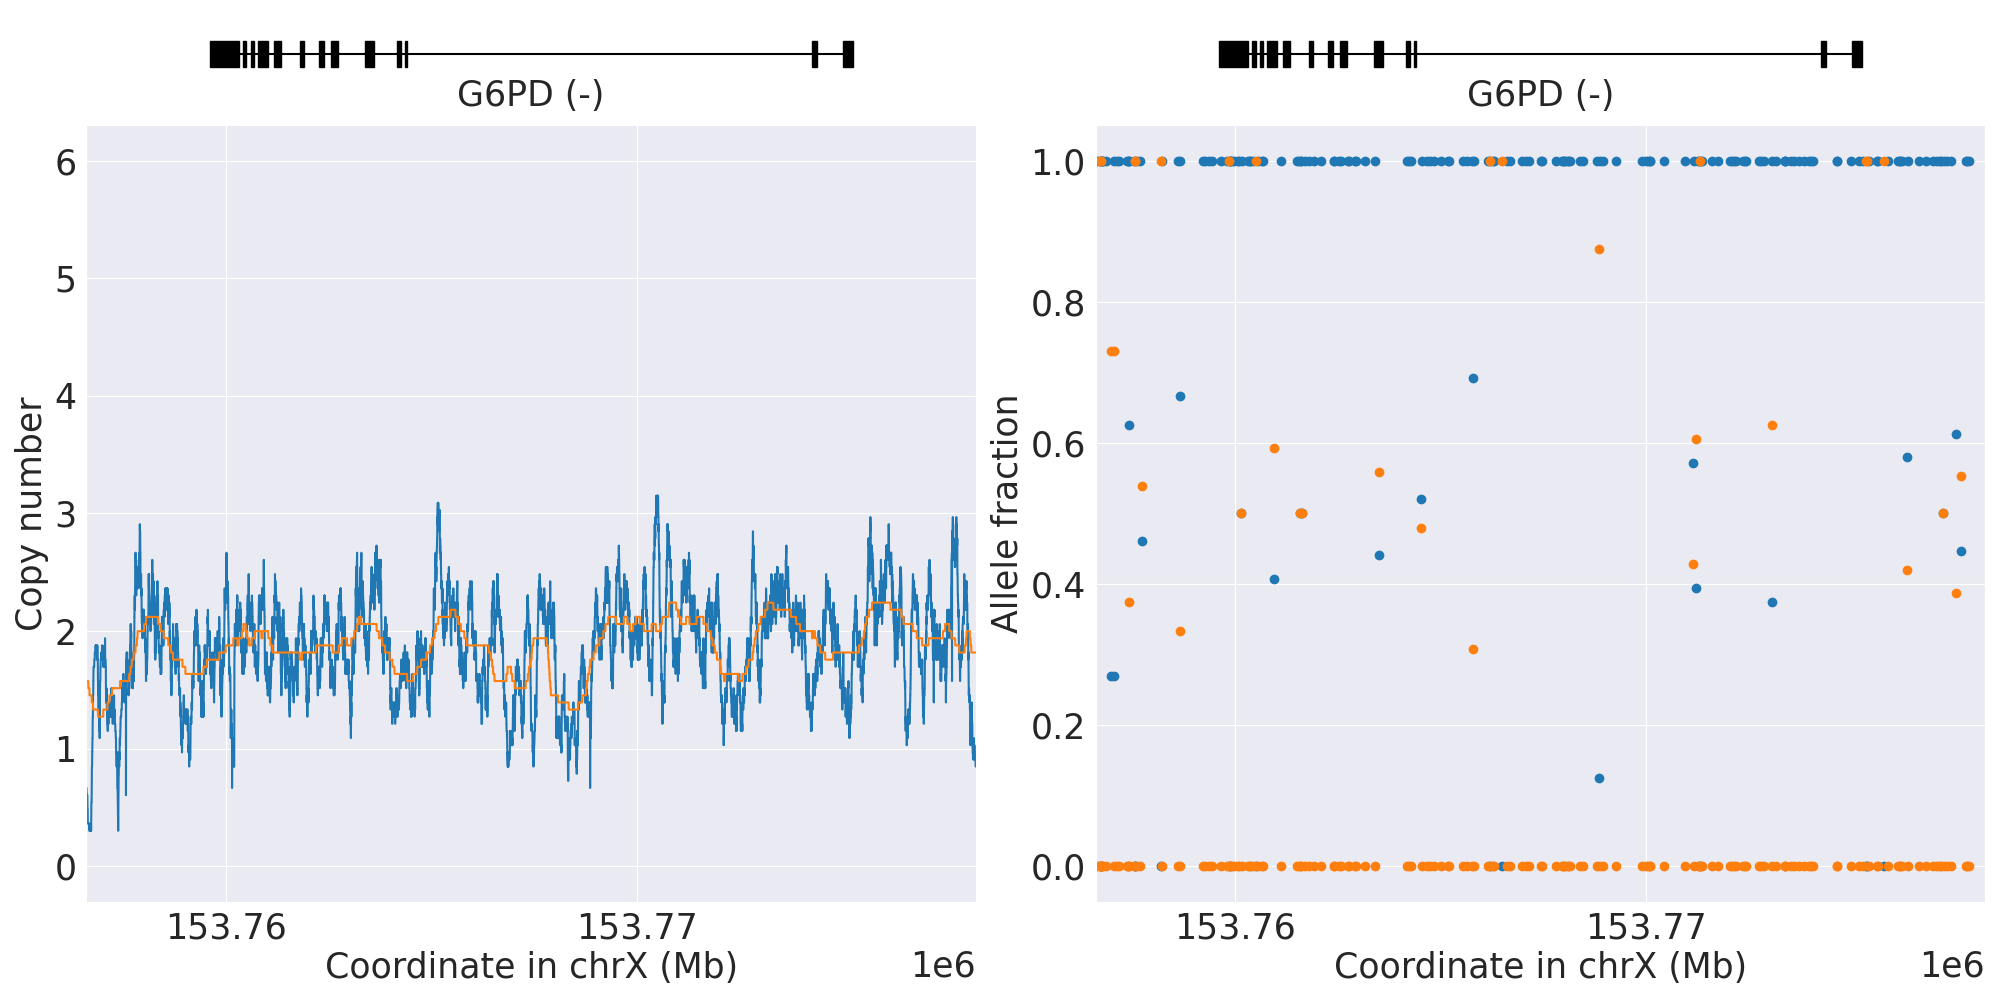 G6PD (-)
G6PD (-)
Copy number
6
5
4
3
2
1
0
153.76
153.77
Coordinate in chrX (Mb)
1e6
Allele fraction
1.0
0.8
0.6
0.4
0.2
0.0
153.76
153.77
Coordinate in chrX (Mb)
1e6